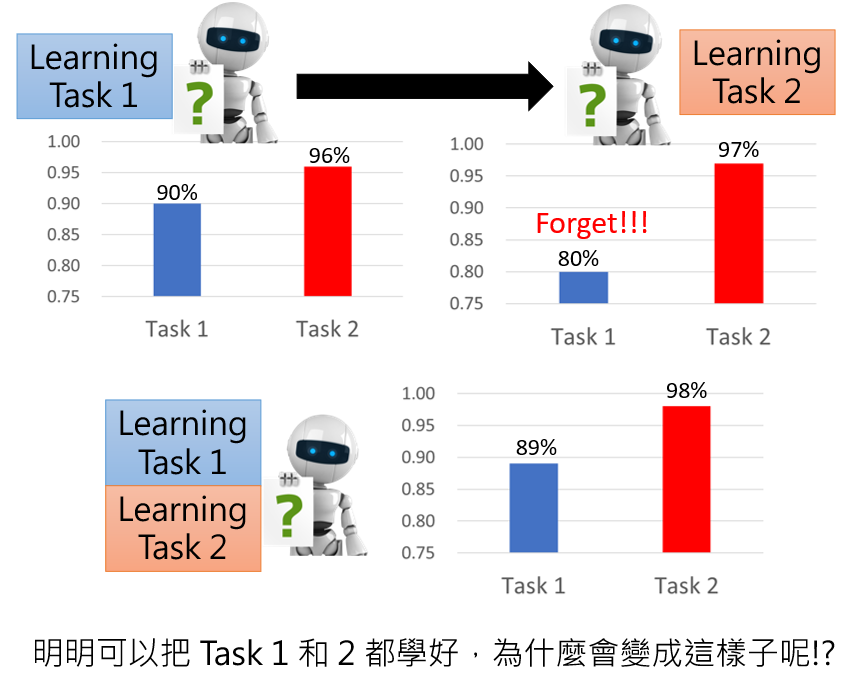 Learning
Task 1
?
?
Learning
Task 2
1.00
0.95
0.90
0.85
0.80
0.75
90%
96%
Task 1
Task 2
1.00
0.95
0.90
0.85
0.80
0.75
Forget!!!
80%
97%
Task 1
Task 2
Learning
Task 1
Learning
Task 2
?
1.00
0.95
0.90
0.85
0.80
0.75
89%
98%
Task 1
Task 2
明明可以把 Task 1 和 2 都學好，為什麼會變成這樣子呢!?